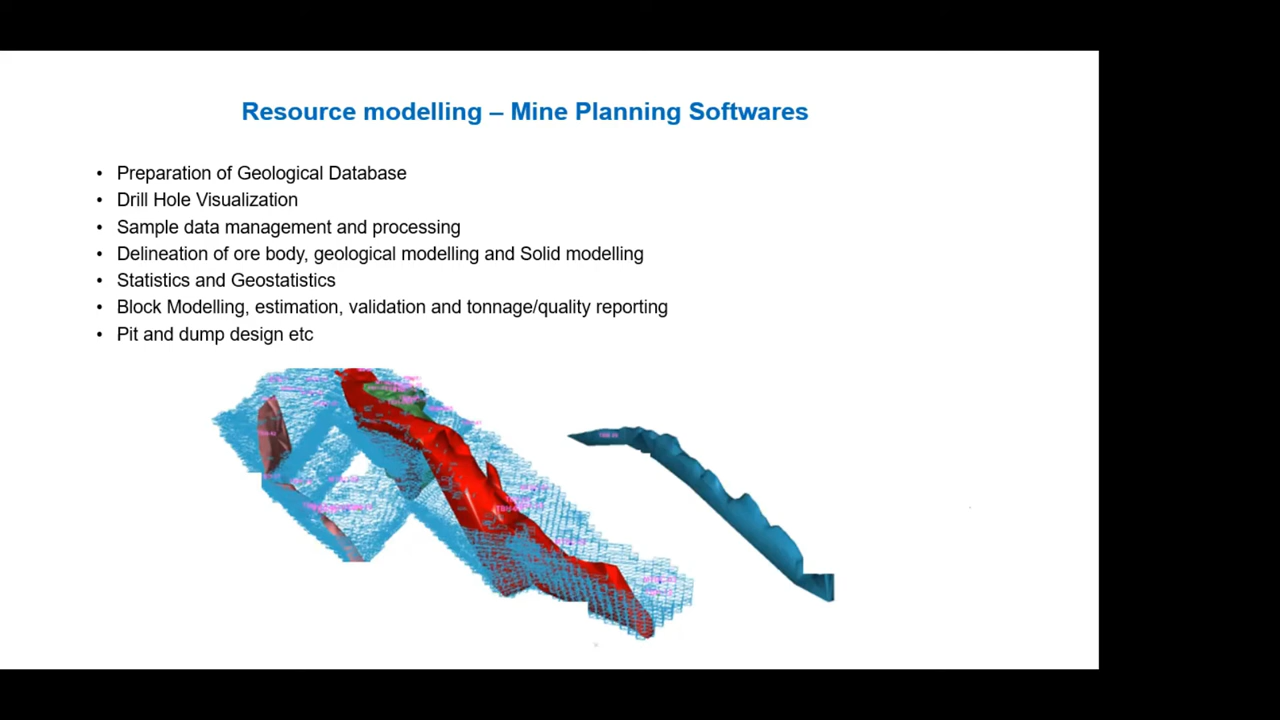 Resource modelling – Mine Planning Softwares
• Preparation of Geological Database
• Drill Hole Visualization
• Sample data management and processing
• Delineation of ore body, geological modelling and Solid modelling
• Statistics and Geostatistics
• Block Modelling, estimation, validation and tonnage/quality reporting
• Pit and dump design etc